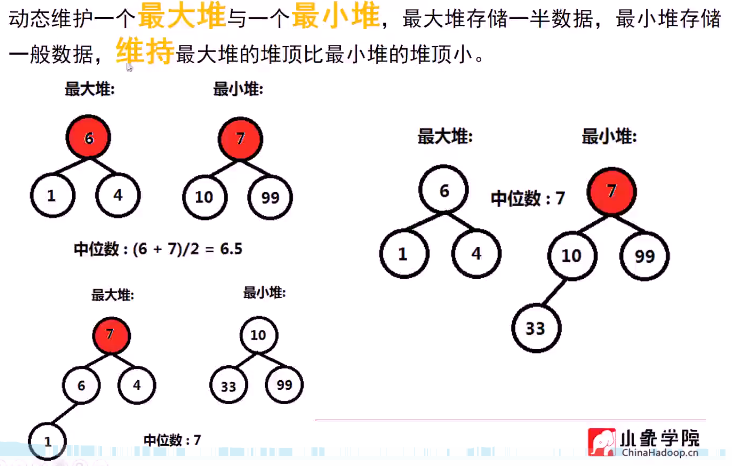 动态维护一个最大堆与一个最小堆，最大堆存储一半数据，最小堆存储
一般数据，维持最大堆的堆顶比最小堆的堆顶小。
最大堆:
最小堆:
6
7
1
4
10
99
中位数 : (6 + 7)/2 = 6.5
最大堆:
最小堆:
6
中位数 : 7
7
1
4
10
99
33
最大堆:
最小堆:
7
10
6
4
33
99
1
中位数 : 7
小象学院
ChinaHadoop.cn